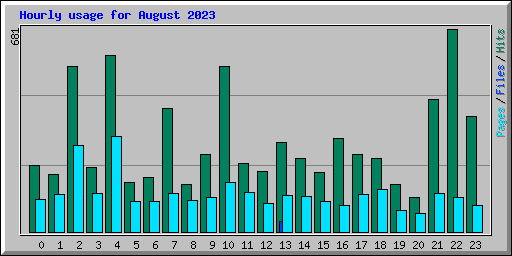 Hourly usage for August 2023
681
Pages / Files / Hits
0 1 2 3 4 5 6 7 8 9 10 11 12 13 14 15 16 17 18 19 20 21 22 23